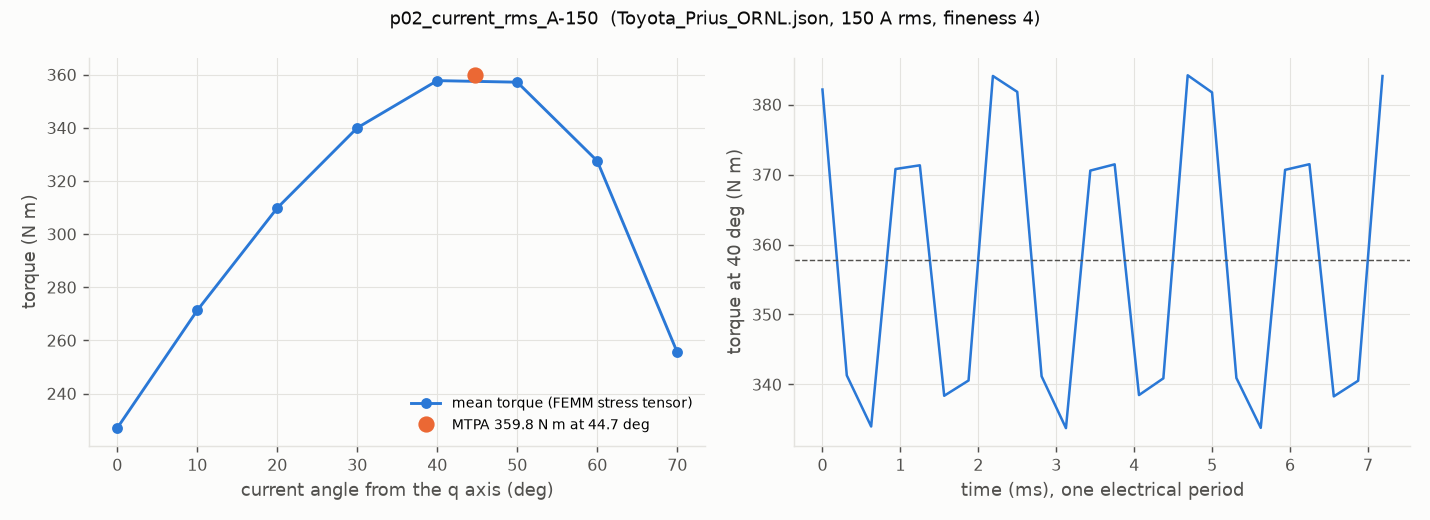 p02_current_rms_A-150  (Toyota_Prius_ORNL.json, 150 A rms, fineness 4)
torque (N m)
360
340
320
300
280
260
240
0 10 20 30 40 50 60 70
current angle from the q axis (deg)
mean torque (FEMM stress tensor)
MTPA 359.8 N m at 44.7 deg
torque at 40 deg (N m)
380
370
360
350
340
0 1 2 3 4 5 6 7
time (ms), one electrical period